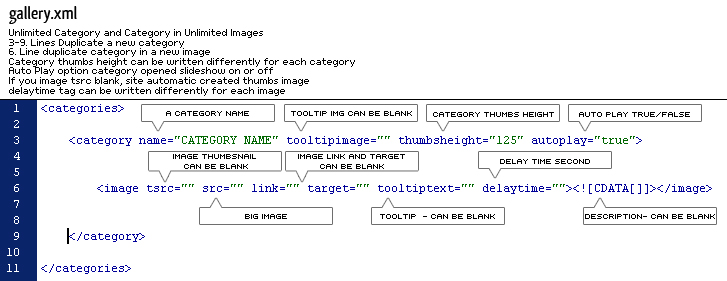 gallery.xml
Unlimited Category and Category in Unlimited Images
3-9. Lines Duplicate a new category
6. Line duplicate category in a new image
Category thumbs height can be written differently for each category
Auto Play option category opened slideshow on or off
If you image tsrc blank, site automatic created thumbs image
delaytime tag can be written differently for each image
1 <categories>
A CATEGORY NAME TOOLTIP IMG CAN BE BLANK CATEGORY THUMBS HEIGHT AUTO PLAY TRUE/FALSE
2
3 <category name="CATEGORY NAME" tooltipimage="" thumbsheight="125" autoplay="true">
4
IMAGE THUMBSNAIL CAN BE BLANK IMAGE LINK AND TARGET CAN BE BLANK DELAY TIME SECOND
5
6 <image tsrc="" src="" link="" target="" tooltiptext="" delaytime=""><![CDATA[]]></image>
7
BIG IMAGE TOOLTIP - CAN BE BLANK DESCRIPTION- CAN BE BLANK
8
9 </category>
10
11 </categories>